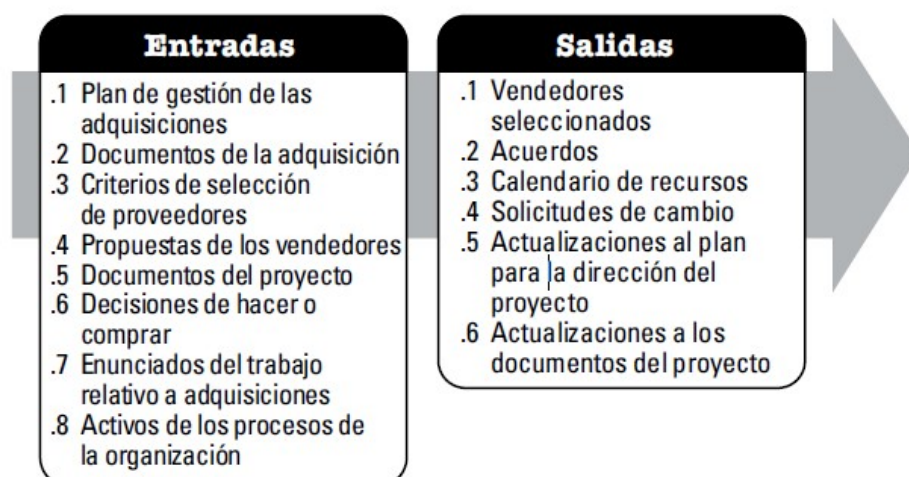 Entradas
.1 Plan de gestión de las
adquisiciones
.2 Documentos de la adquisición
.3 Criterios de selección
de proveedores
.4 Propuestas de los vendedores
.5 Documentos del proyecto
.6 Decisiones de hacer o
comprar
.7 Enunciados del trabajo
relativo a adquisiciones
.8 Activos de los procesos de
la organización
Salidas
.1 Vendedores
seleccionados
.2 Acuerdos
.3 Calendario de recursos
.4 Solicitudes de cambio
.5 Actualizaciones al plan
para la dirección del
proyecto
.6 Actualizaciones a los
documentos del proyecto